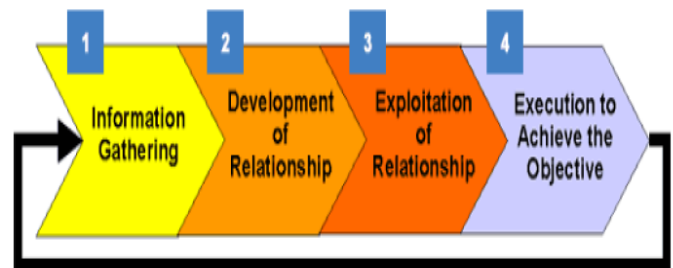 1
Information
Gathering
2
Development
of
Relationship
3
Exploitation
of
Relationship
4
Execution to
Achieve the
Objective